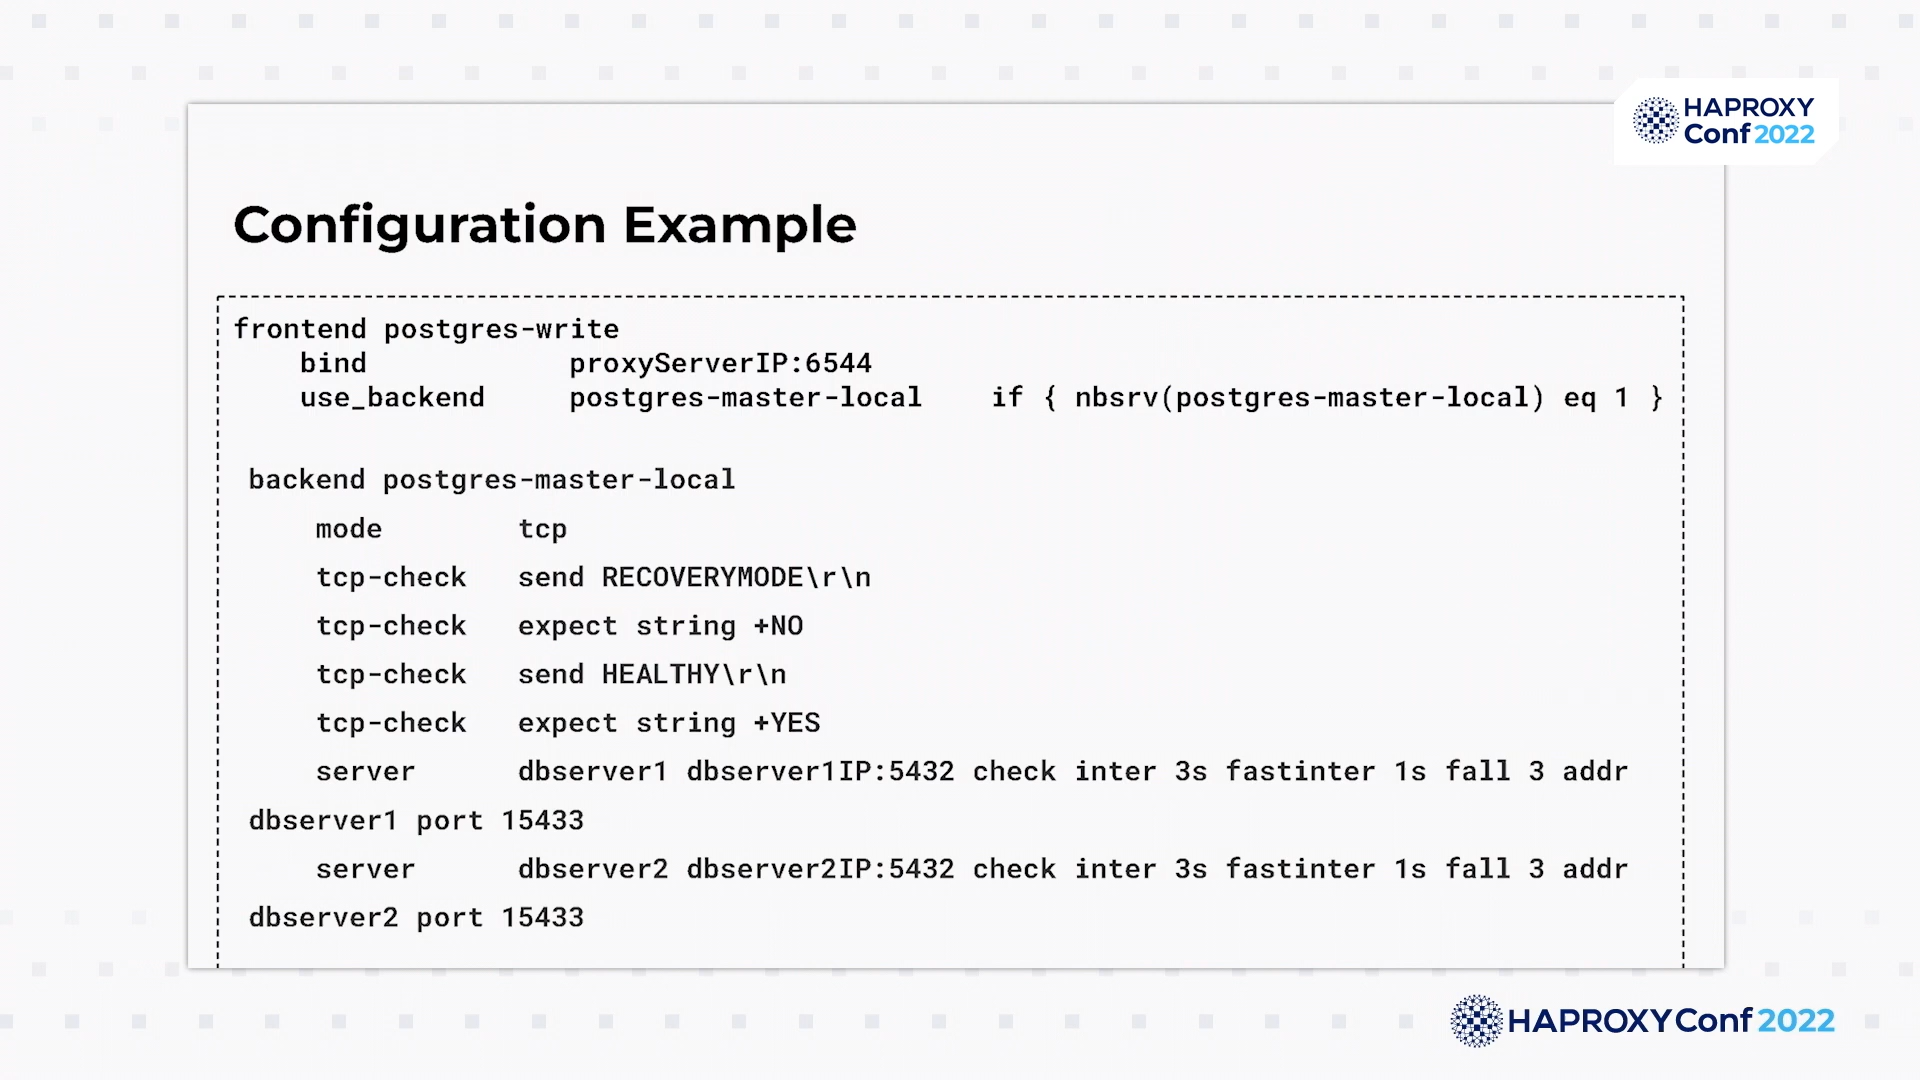 HAPROXY
Conf 2022
Configuration Example
frontend postgres-write
bind proxyServerIP:6544
use_backend postgres-master-local if { nbsrv(postgres-master-local) eq 1 }
backend postgres-master-local
mode tcp
tcp-check send RECOVERYMODE\r\n
tcp-check expect string +NO
tcp-check send HEALTHY\r\n
tcp-check expect string +YES
server dbserver1 dbserver1IP:5432 check inter 3s fastinter 1s fall 3 addr
dbserver1 port 15433
server dbserver2 dbserver2IP:5432 check inter 3s fastinter 1s fall 3 addr
dbserver2 port 15433
HAPROXYConf 2022